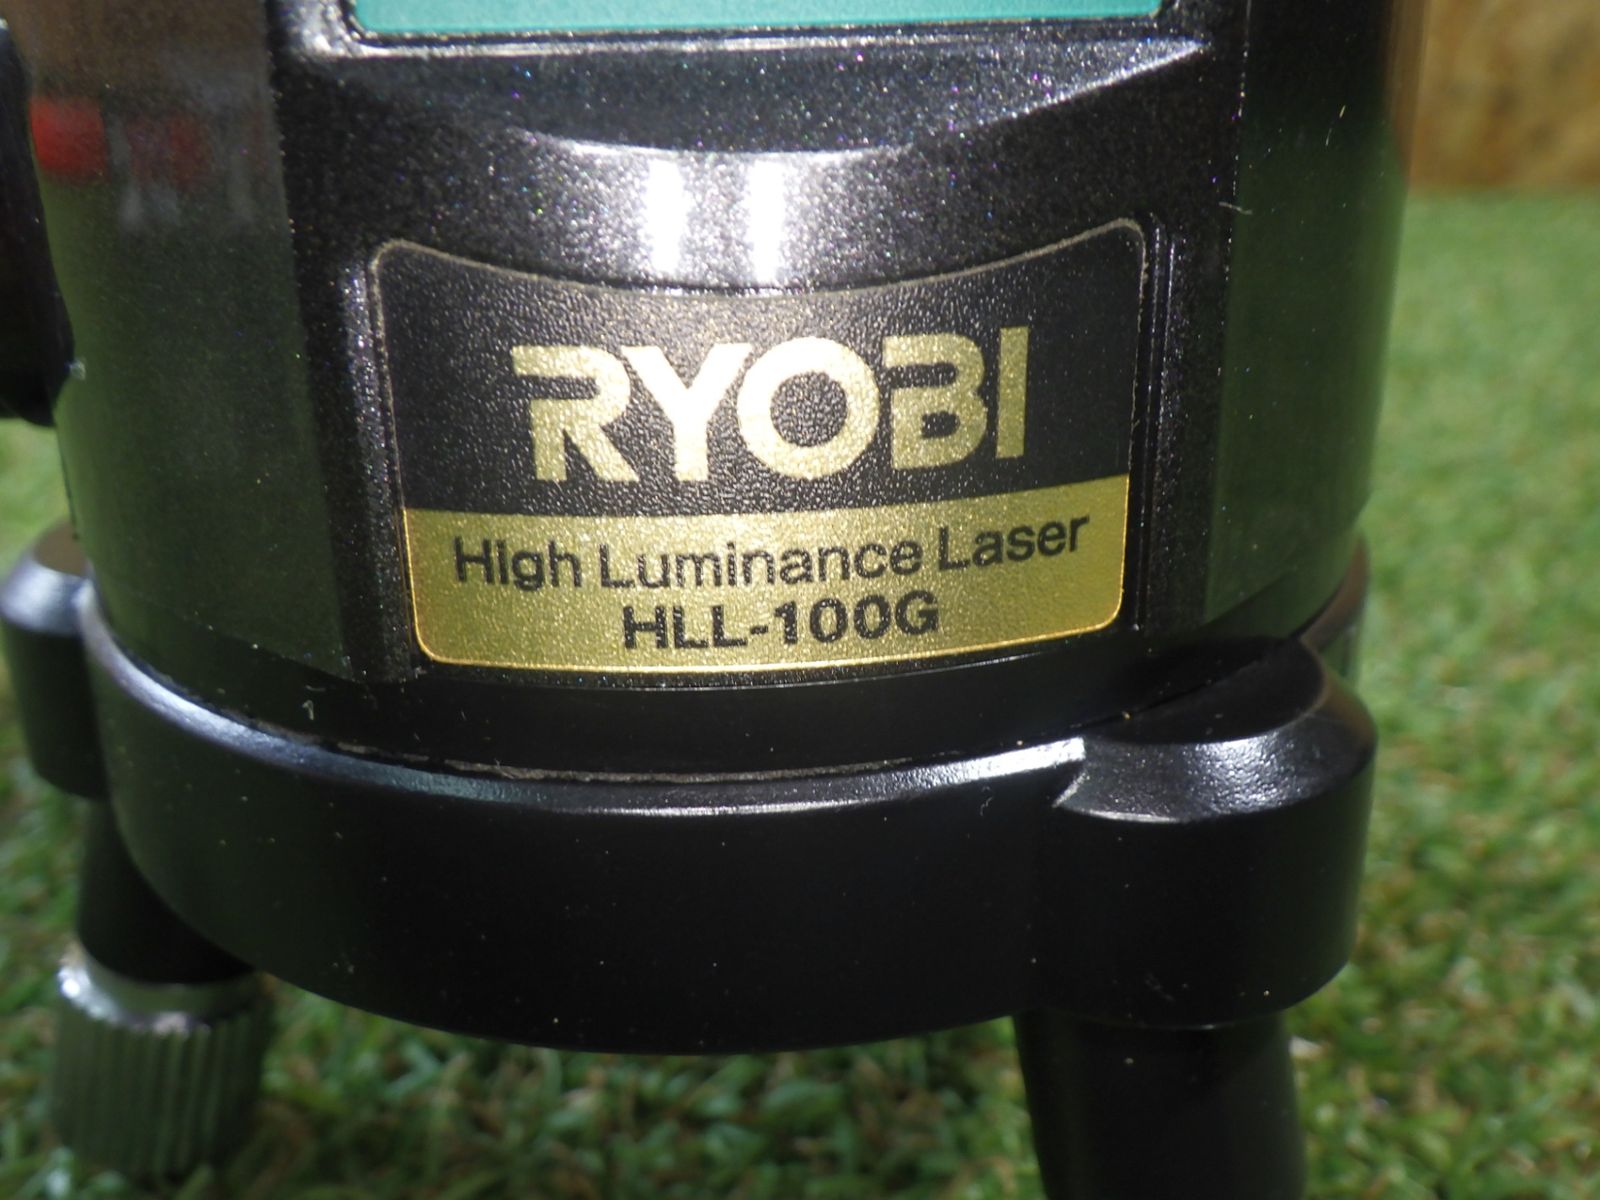 RYOBI
High Luminance Laser
HLL-100G